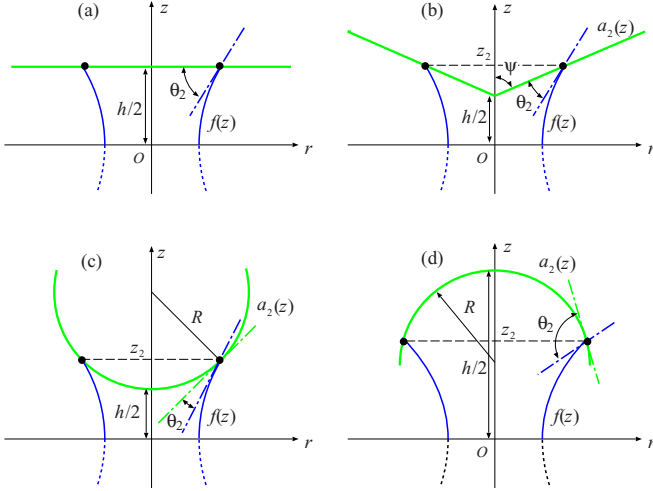 (a)
z
θ2
h/2
f(z)
O
r
(b)
z
a2(z)
z2
ψ
θ2
h/2
f(z)
O
r
(c)
z
R
a2(z)
z2
h/2
θ2
f(z)
r
(d)
z
a2(z)
R
z2
θ2
h/2
f(z)
O
r